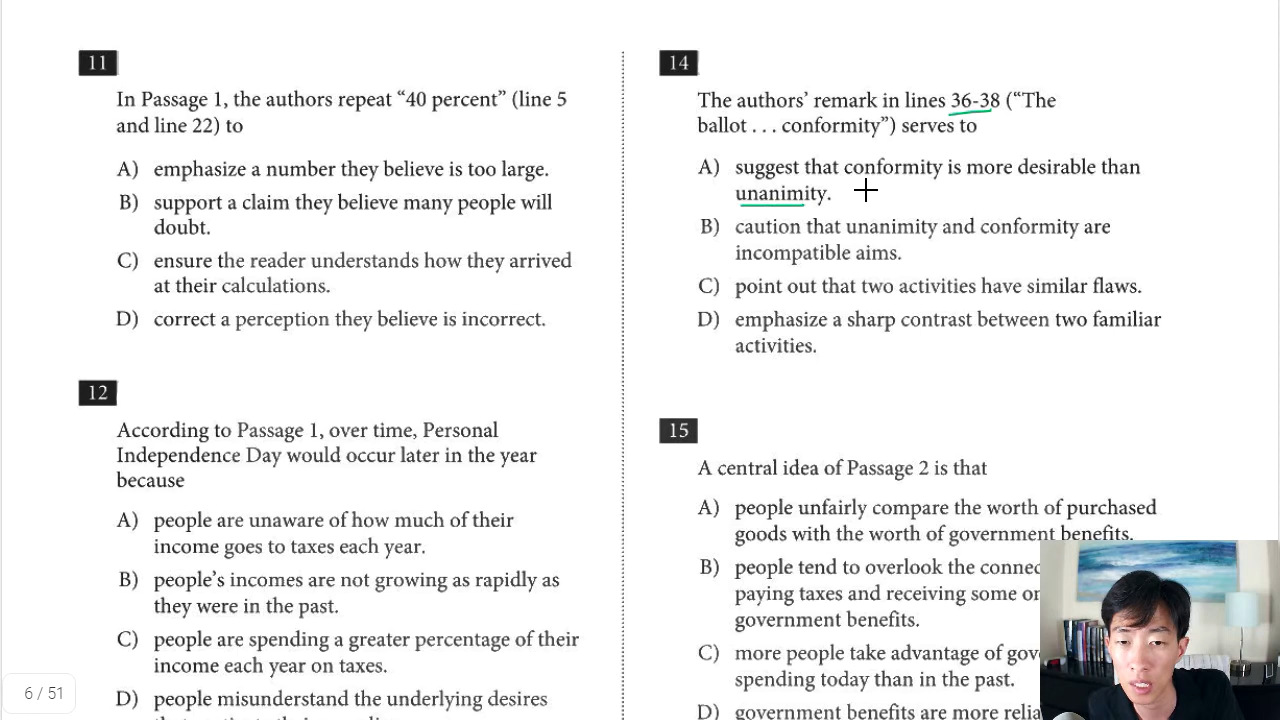 11
In Passage 1, the authors repeat “40 percent” (line 5
and line 22) to
A) emphasize a number they believe is too large.
B) support a claim they believe many people will
doubt.
C) ensure the reader understands how they arrived
at their calculations.
D) correct a perception they believe is incorrect.
12
According to Passage 1, over time, Personal
Independence Day would occur later in the year
because
A) people are unaware of how much of their
income goes to taxes each year.
B) people’s incomes are not growing as rapidly as
they were in the past.
C) people are spending a greater percentage of their
income each year on taxes.
D) people misunderstand the underlying desires
14
The authors’ remark in lines 36-38 (“The
ballot . . . conformity”) serves to
A) suggest that conformity is more desirable than
unanimity.
B) caution that unanimity and conformity are
incompatible aims.
C) point out that two activities have similar flaws.
D) emphasize a sharp contrast between two familiar
activities.
15
A central idea of Passage 2 is that
A) people unfairly compare the worth of purchased
goods with the worth of government benefits.
B) people tend to overlook the connec
paying taxes and receiving some or
government benefits.
C) more people take advantage of gov
spending today than in the past.
D) government benefits are more relia
6 / 51